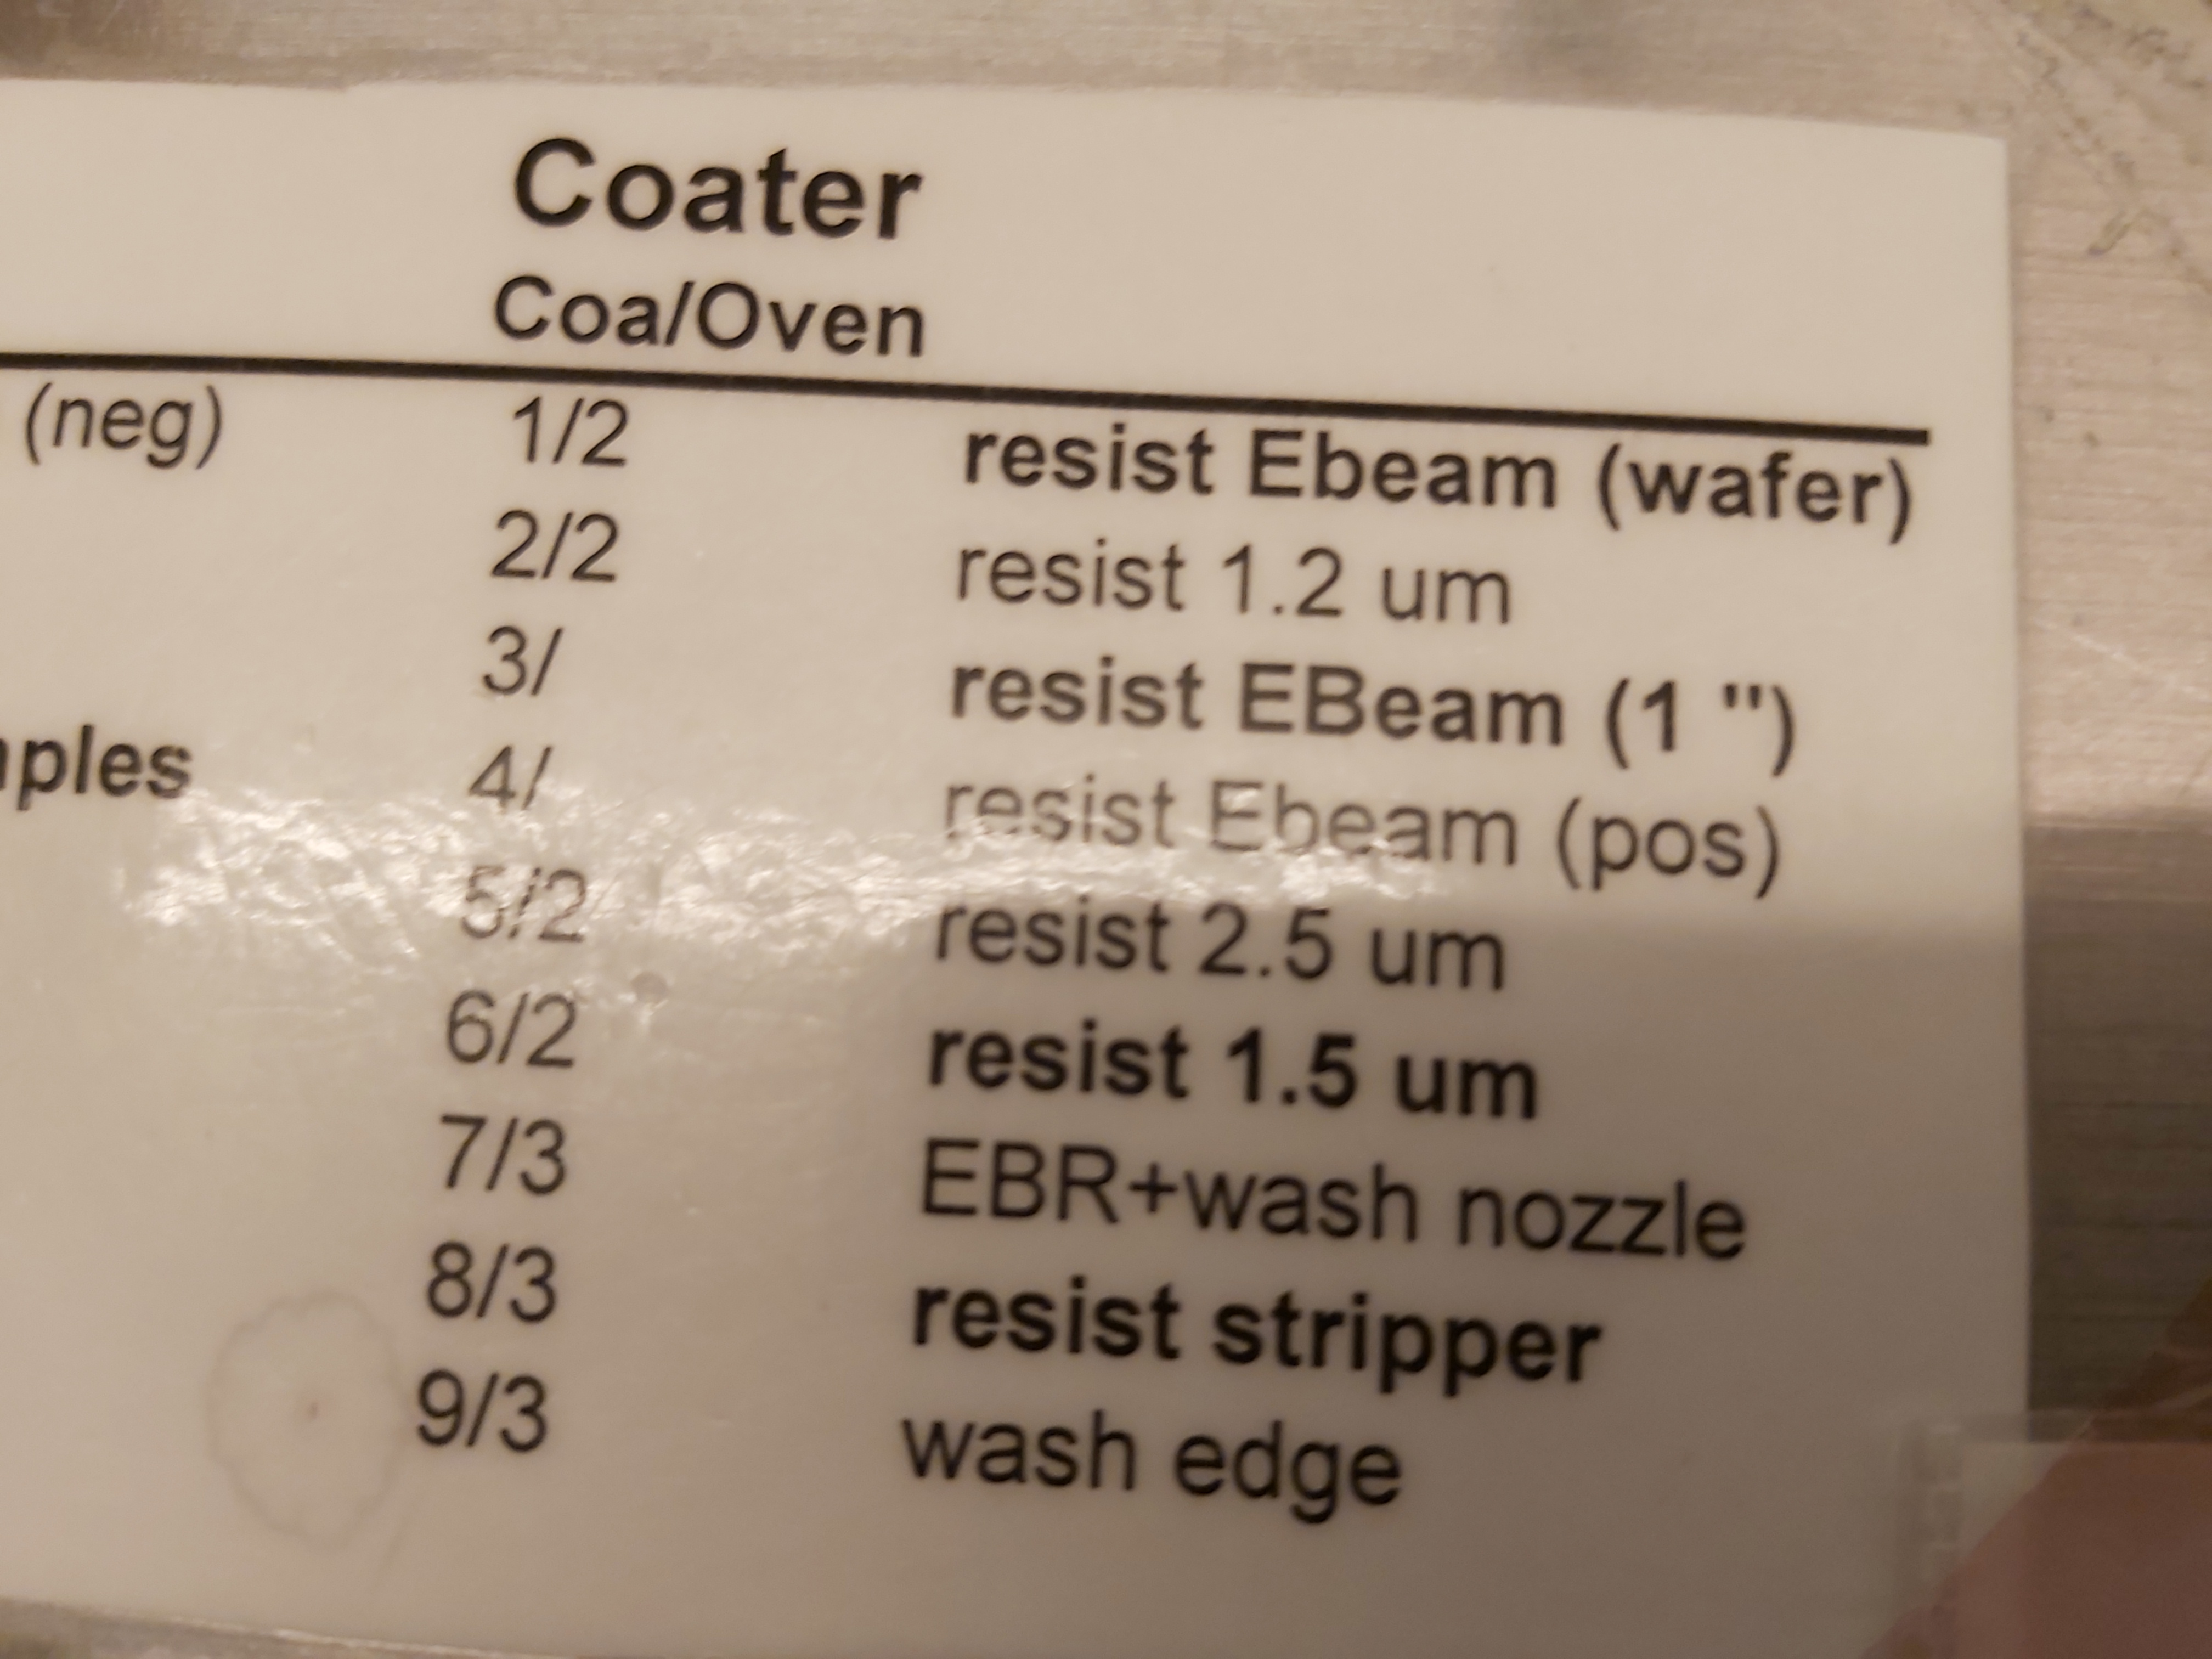 Coater
Coa/Oven
(neg) 1/2 resist Ebeam (wafer)
2/2 resist 1.2 um
3/ resist EBeam (1 ")
ples 4/ resist Ebeam (pos)
5/2 resist 2.5 um
6/2 resist 1.5 um
7/3 EBR+wash nozzle
8/3 resist stripper
9/3 wash edge